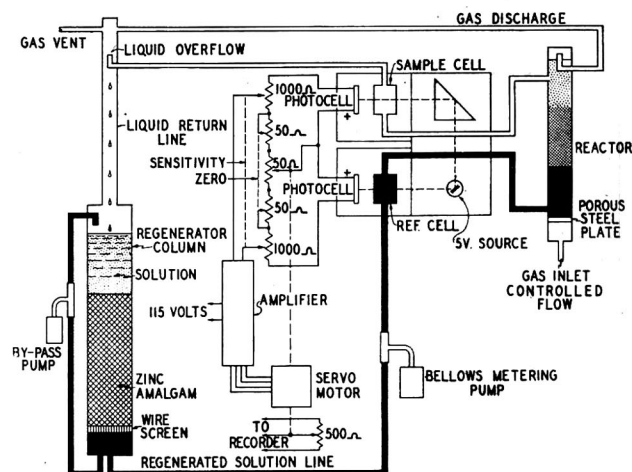 GAS DISCHARGE
GAS VENT
LIQUID OVERFLOW
SAMPLE CELL
1000Ω
PHOTOCELL
+
LIQUID
RETURN
LINE
50Ω
REACTOR
SENSITIVITY
50Ω
ZERO
PHOTOCELL
+
50Ω
REF. CELL
POROUS
STEEL
PLATE
REGENERATOR
COLUMN
5V. SOURCE
1000Ω
SOLUTION
GAS INLET
CONTROLLED
FLOW
115 VOLTS
AMPLIFIER
BY-PASS
PUMP
ZINC
AMALGAM
SERVO
MOTOR
BELLOWS METERING
PUMP
WIRE
SCREEN
TO
RECORDER
500Ω
REGENERATED SOLUTION LINE